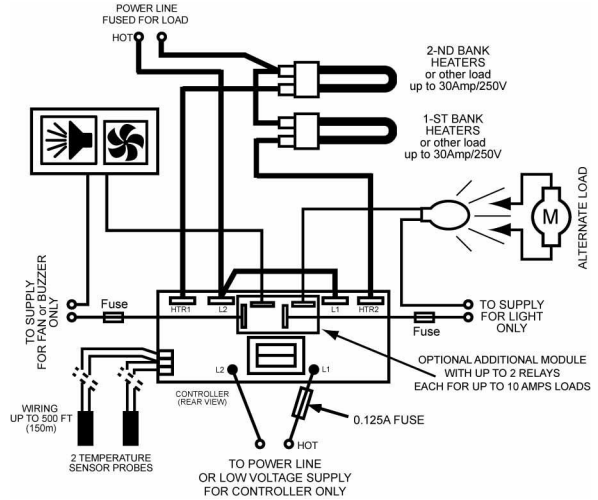 POWER LINE
FUSED FOR LOAD
HOT
2-ND BANK
HEATERS
or other load
up to 30Amp/250V
1-ST BANK
HEATERS
or other load
up to 30Amp/250V
ALTERNATE LOAD
M
TO SUPPLY
FOR FAN or BUZZER
ONLY
Fuse
HTR1
L2
L1
HTR2
Fuse
TO SUPPLY
FOR LIGHT
ONLY
OPTIONAL ADDITIONAL MODULE
WITH UP TO 2 RELAYS
EACH FOR UP TO 10 AMPS LOADS
L2
L1
CONTROLLER
(REAR VIEW)
0.125A FUSE
WIRING
UP TO 500 FT
(150m)
2 TEMPERATURE
SENSOR PROBES
HOT
TO POWER LINE
OR LOW VOLTAGE SUPPLY
FOR CONTROLLER ONLY